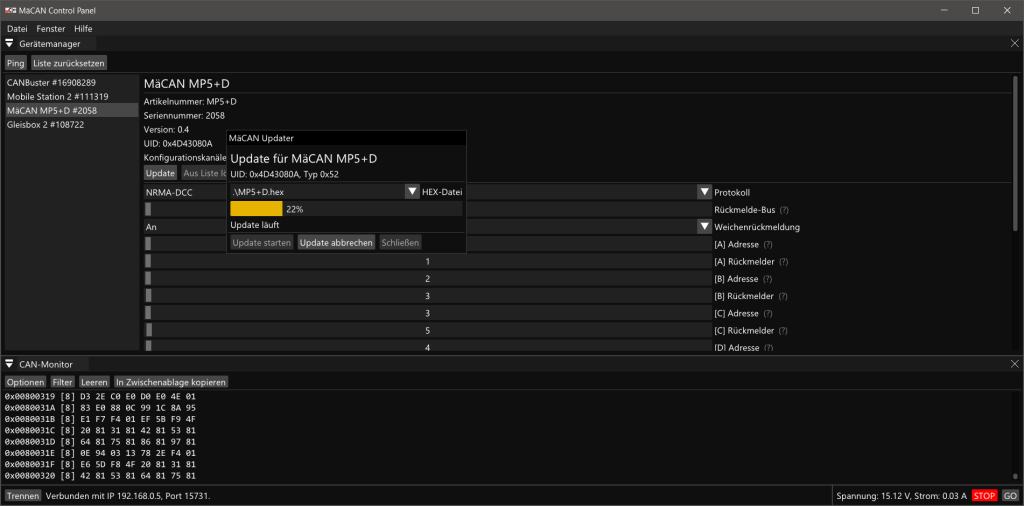 MäCAN Control Panel
Datei Fenster Hilfe
Gerätemanager
Ping Liste zurücksetzen
CANBuster #16908289
Mobile Station 2 #111319
MäCAN MP5+D #2058
Gleisbox 2 #108722
MäCAN MP5+D
Artikelnummer: MP5+D
Seriennummer: 2058
Version: 0.4
UID: 0x4D43080A
Konfigurationskanäle
Update Aus Liste
MäCAN Updater
Update für MäCAN MP5+D
UID: 0x4D43080A, Typ 0x52
.\MP5+D.hex HEX-Datei
22%
Update läuft
Update starten Update abbrechen Schließen
NRMA-DCC Protokoll
Rückmelde-Bus (?)
An Weichenrückmeldung
[A] Adresse (?)
1 [A] Rückmelder (?)
2 [B] Adresse (?)
3 [B] Rückmelder (?)
3 [C] Adresse (?)
5 [C] Rückmelder (?)
4 [D] Adresse (?)
CAN-Monitor
Optionen Filter Leeren In Zwischenablage kopieren
0x00800319 [8] D3 2E C0 E0 D0 E0 4E 01
0x0080031A [8] 83 E0 88 0C 99 1C 8A 95
0x0080031B [8] E1 F7 F4 01 EF 5B F9 4F
0x0080031C [8] 20 81 31 81 42 81 53 81
0x0080031D [8] 64 81 75 81 86 81 97 81
0x0080031E [8] 0E 94 03 13 78 2E F4 01
0x0080031F [8] E6 5D F8 4F 20 81 31 81
0x00800320 [8] 42 81 53 81 64 81 75 81
Trennen Verbunden mit IP 192.168.0.5, Port 15731.
Spannung: 15.12 V, Strom: 0.03 A STOP GO